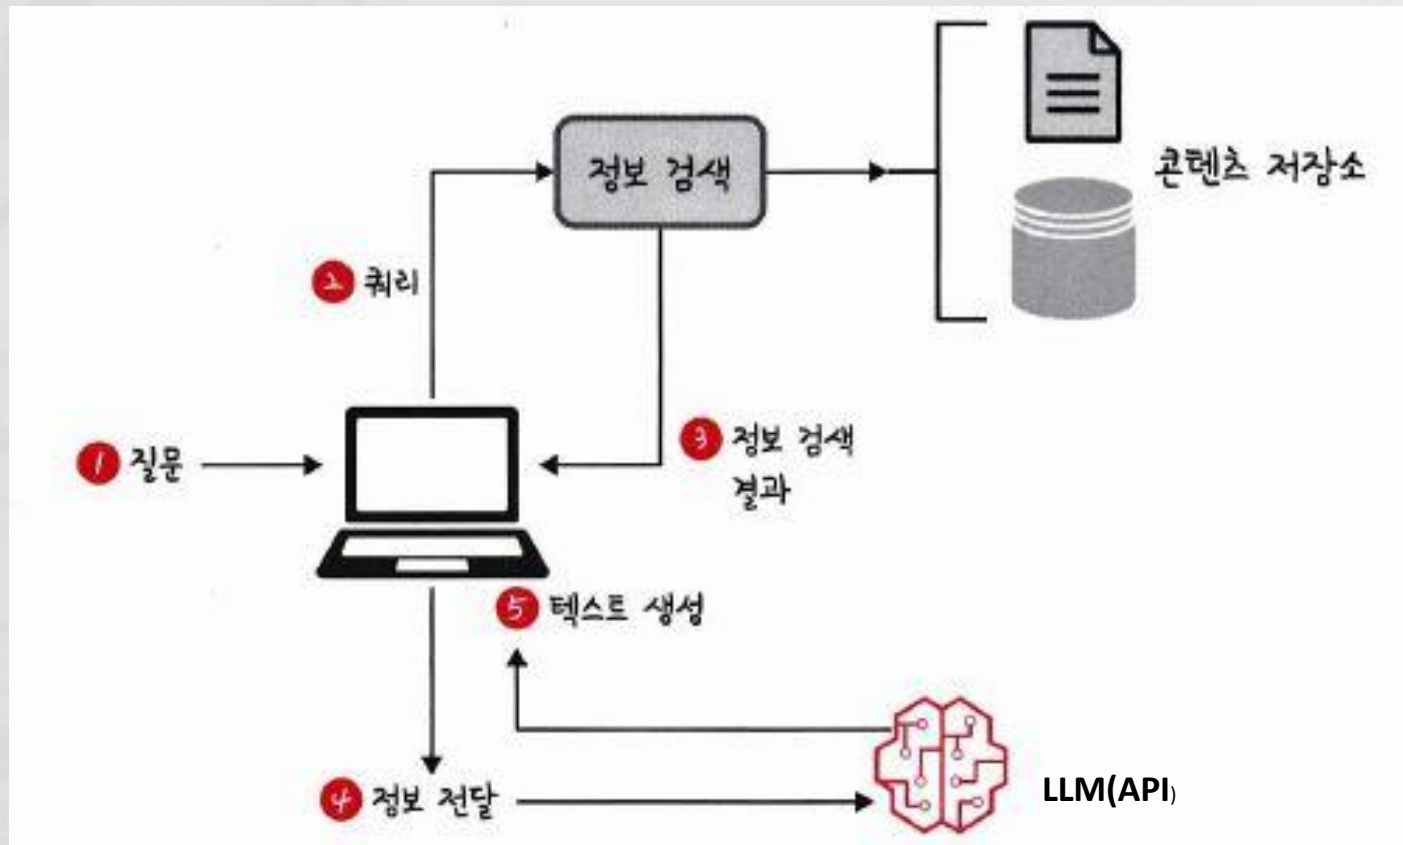 정보 검색
콘텐츠 저장소
2 쿼리
1 질문
3 정보 검색
결과
5 텍스트 생성
4 정보 전달
LLM(API)